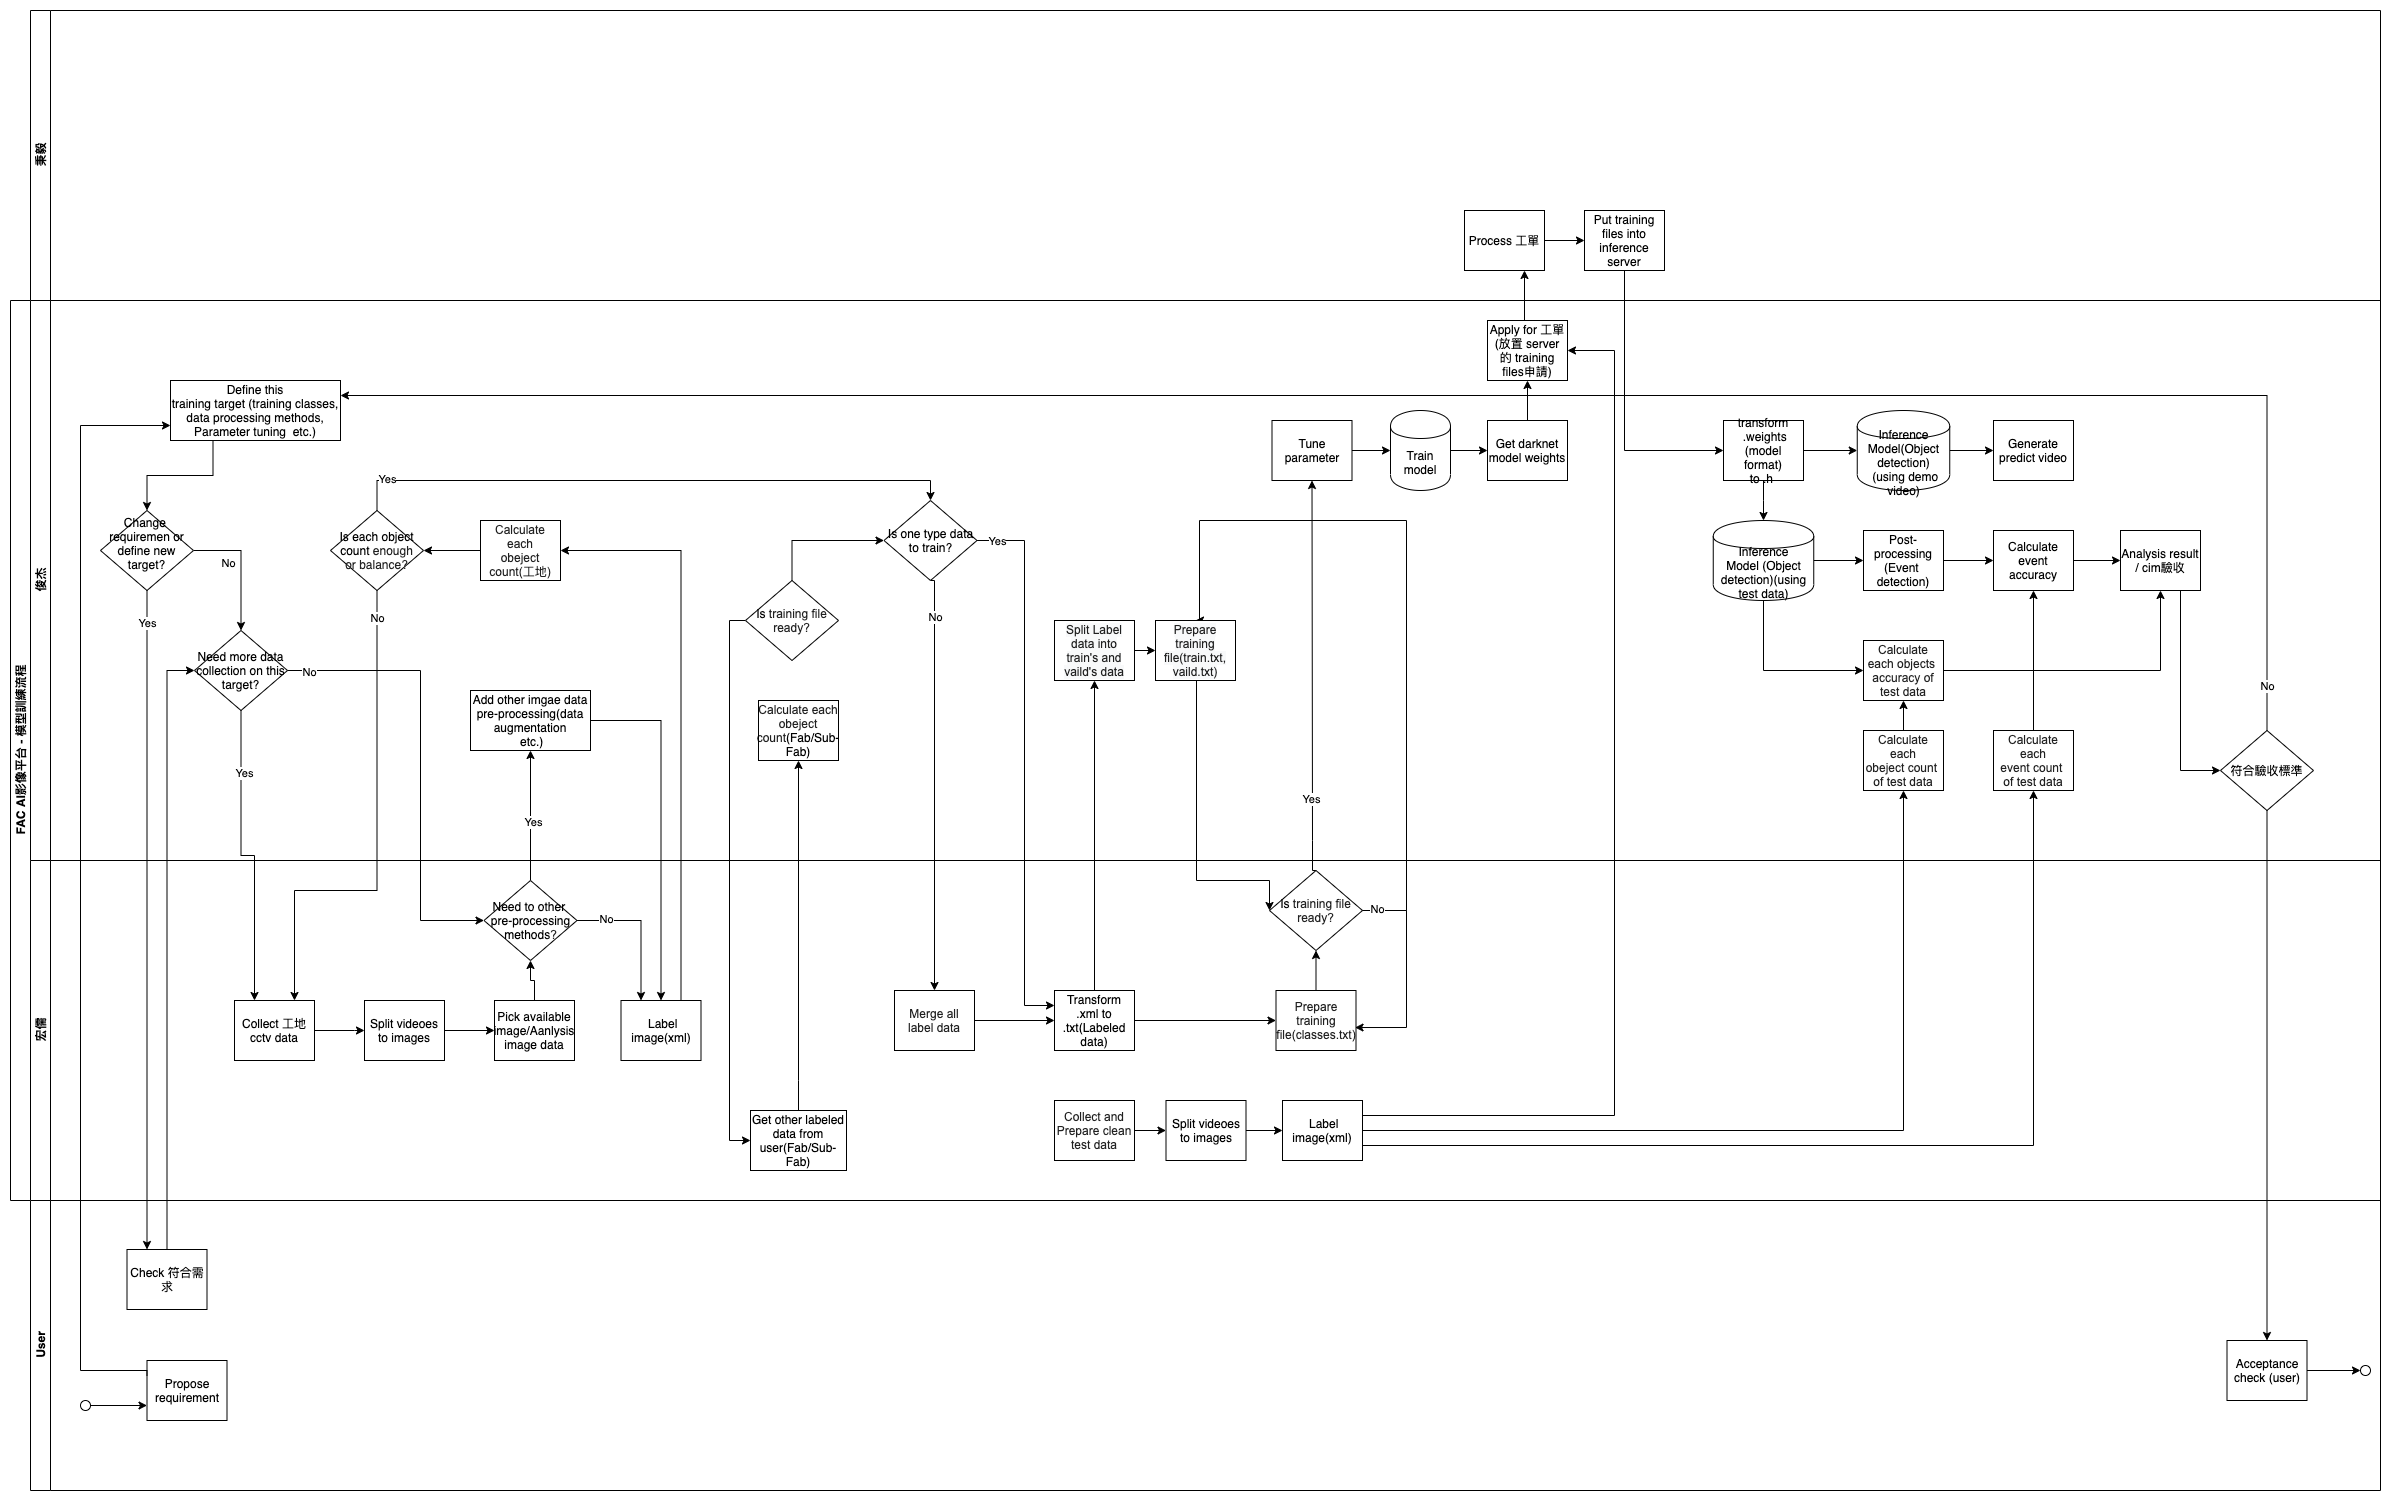 FAC AI影像平台 - 模型訓練流程
秉毅
Process 工單
Put training
files into
inference
server
俊杰
Apply for 工單
(放置 server
的 training
files申請)
Define this
training target (training classes,
data processing methods,
Parameter tuning  etc.)
Change
requiremen or
define new
target?
No
Yes
Need more data
collection on this
target?
No
Yes
Yes
Is each object
count enough
or balance?
No
Calculate
each
obeject
count(工地)
Add other imgae data
pre-processing(data
augmentation
etc.)
Yes
Is training file
ready?
Calculate each
obeject
count(Fab/Sub-
Fab)
Is one type data
to train?
Yes
No
Split Label
data into
train's and
vaild's data
Prepare
training
file(train.txt,
vaild.txt)
Tune
parameter
Train
model
Get darknet
model weights
Yes
transform
.weights
(model
format)
to .h
Inference
Model(Object
detection)
(using demo
video)
Generate
predict video
Inference
Model (Object
detection)(using
test data)
Post-
processing
(Event
detection)
Calculate
event
accuracy
Analysis result
/ cim驗收
Calculate
each objects
accuracy of
test data
Calculate
each
obeject count
of test data
Calculate
each
event count
of test data
No
符合驗收標準
宏儒
Need to other
pre-processing
methods?
No
Collect 工地
cctv data
Split videoes
to images
Pick available
image/Aanlysis
image data
Label
image(xml)
Get other labeled
data from
user(Fab/Sub-
Fab)
Merge all
label data
Transform
.xml to
.txt(Labeled
data)
Is training file
ready?
No
Prepare
training
file(classes.txt)
Collect and
Prepare clean
test data
Split videoes
to images
Label
image(xml)
User
Check 符合需
求
Propose
requirement
Acceptance
check (user)